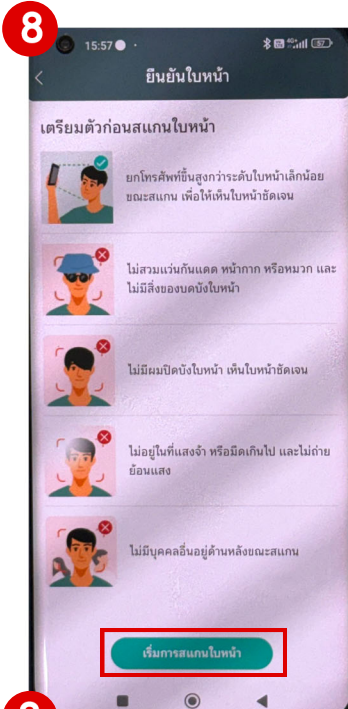 8
15:57
57
ยืนยันใบหน้า
เตรียมตัวก่อนสแกนใบหน้า
ยกโทรศัพท์ขึ้นสูงกว่าระดับใบหน้าเล็กน้อย
ขณะสแกน เพื่อให้เห็นใบหน้าชัดเจน
ไม่สวมแว่นกันแดด หน้ากาก หรือหมวก และ
ไม่มีสิ่งของบดบังใบหน้า
ไม่มีผมปิดบังใบหน้า เห็นใบหน้าชัดเจน
ไม่อยู่ในที่แสงจ้า หรือมืดเกินไป และไม่ถ่าย
ย้อนแสง
ไม่มีบุคคลอื่นอยู่ด้านหลังขณะสแกน
เริ่มการสแกนใบหน้า